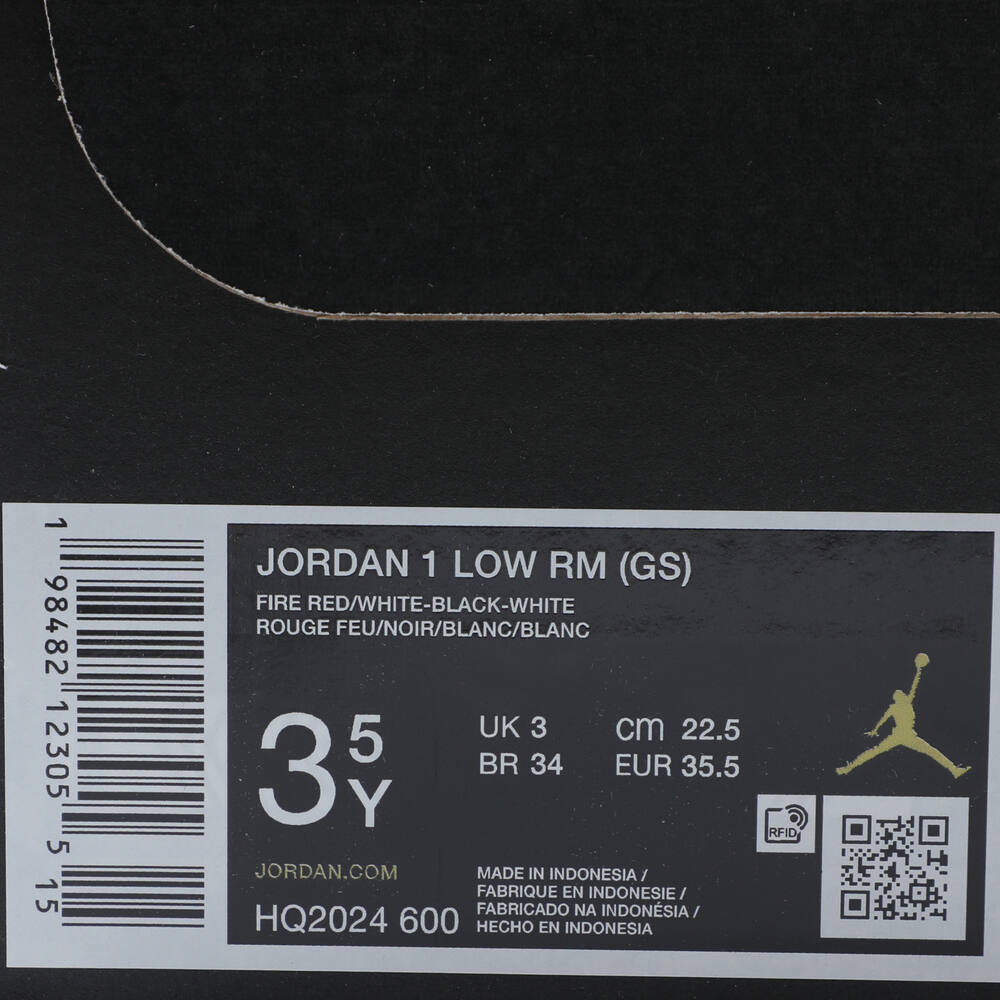 1 98482 12305 5 15
JORDAN 1 LOW RM (GS)
FIRE RED/WHITE-BLACK-WHITE
ROUGE FEU/NOIR/BLANC/BLANC
3 5 Y
UK 3 cm 22.5
BR 34 EUR 35.5
RFID
JORDAN.COM
HQ2024 600
MADE IN INDONESIA /
FABRIQUE EN INDONESIE /
FABRICADO NA INDONÉSIA /
HECHO EN INDONESIA